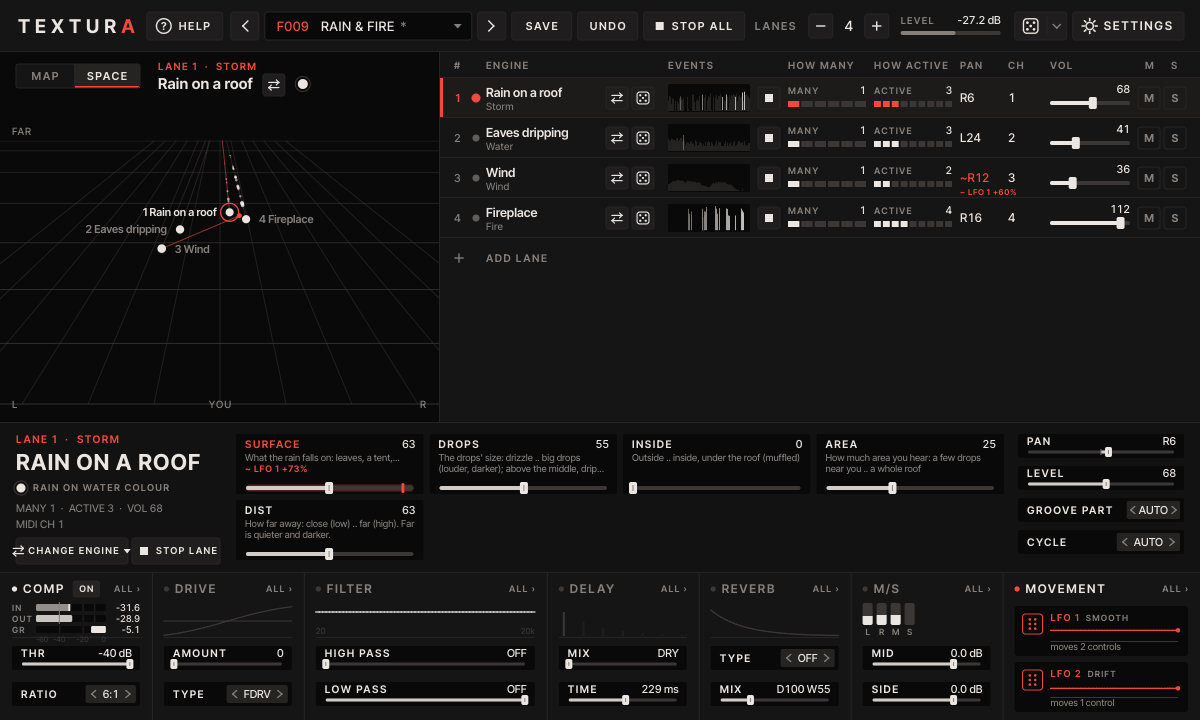 TEXTURA
HELP
F009 RAIN & FIRE *
SAVE
UNDO
STOP ALL
LANES
4
LEVEL -27.2 dB
SETTINGS
MAP
SPACE
LANE 1 · STORM
Rain on a roof
FAR
1 Rain on a roof
2 Eaves dripping
3 Wind
4 Fireplace
L
YOU
R
# ENGINE EVENTS HOW MANY HOW ACTIVE PAN CH VOL M S
1 Rain on a roof MANY 1 ACTIVE 3 R6 1 68 M S
Storm
2 Eaves dripping MANY 1 ACTIVE 3 L24 2 41 M S
Water
3 Wind MANY 1 ACTIVE 2 ~R12 3 36 M S
Wind ~ LFO 1 +60%
4 Fireplace MANY 1 ACTIVE 4 R16 4 112 M S
Fire
+ ADD LANE
LANE 1 · STORM
RAIN ON A ROOF
RAIN ON WATER COLOUR
MANY 1 · ACTIVE 3 · VOL 68
MIDI CH 1
CHANGE ENGINE
STOP LANE
SURFACE 63
What the rain falls on: leaves, a tent,...
~ LFO 1 +73%
DROPS 55
The drops' size: drizzle .. big drops
(louder, darker); above the middle, drip...
INSIDE 0
Outside .. inside, under the roof (muffled)
AREA 25
How much area you hear: a few drops
near you .. a whole roof
DIST 63
How far away: close (low) .. far (high). Far
is quieter and darker.
PAN R6
LEVEL 68
GROOVE PART < AUTO >
CYCLE < AUTO >
COMP ON ALL ›
IN -31.6
OUT -28.9
GR -5.1
-60 -40 -20 0
THR -40 dB
RATIO < 6:1 >
DRIVE ALL ›
AMOUNT 0
TYPE < FDRV >
FILTER ALL ›
20 20k
HIGH PASS OFF
LOW PASS OFF
DELAY ALL ›
MIX DRY
TIME 229 ms
REVERB ALL ›
TYPE < OFF >
MIX D100 W55
M/S ALL ›
L R M S
MID 0.0 dB
SIDE 0.0 dB
MOVEMENT ALL ›
LFO 1 SMOOTH
moves 2 controls
LFO 2 DRIFT
moves 1 control